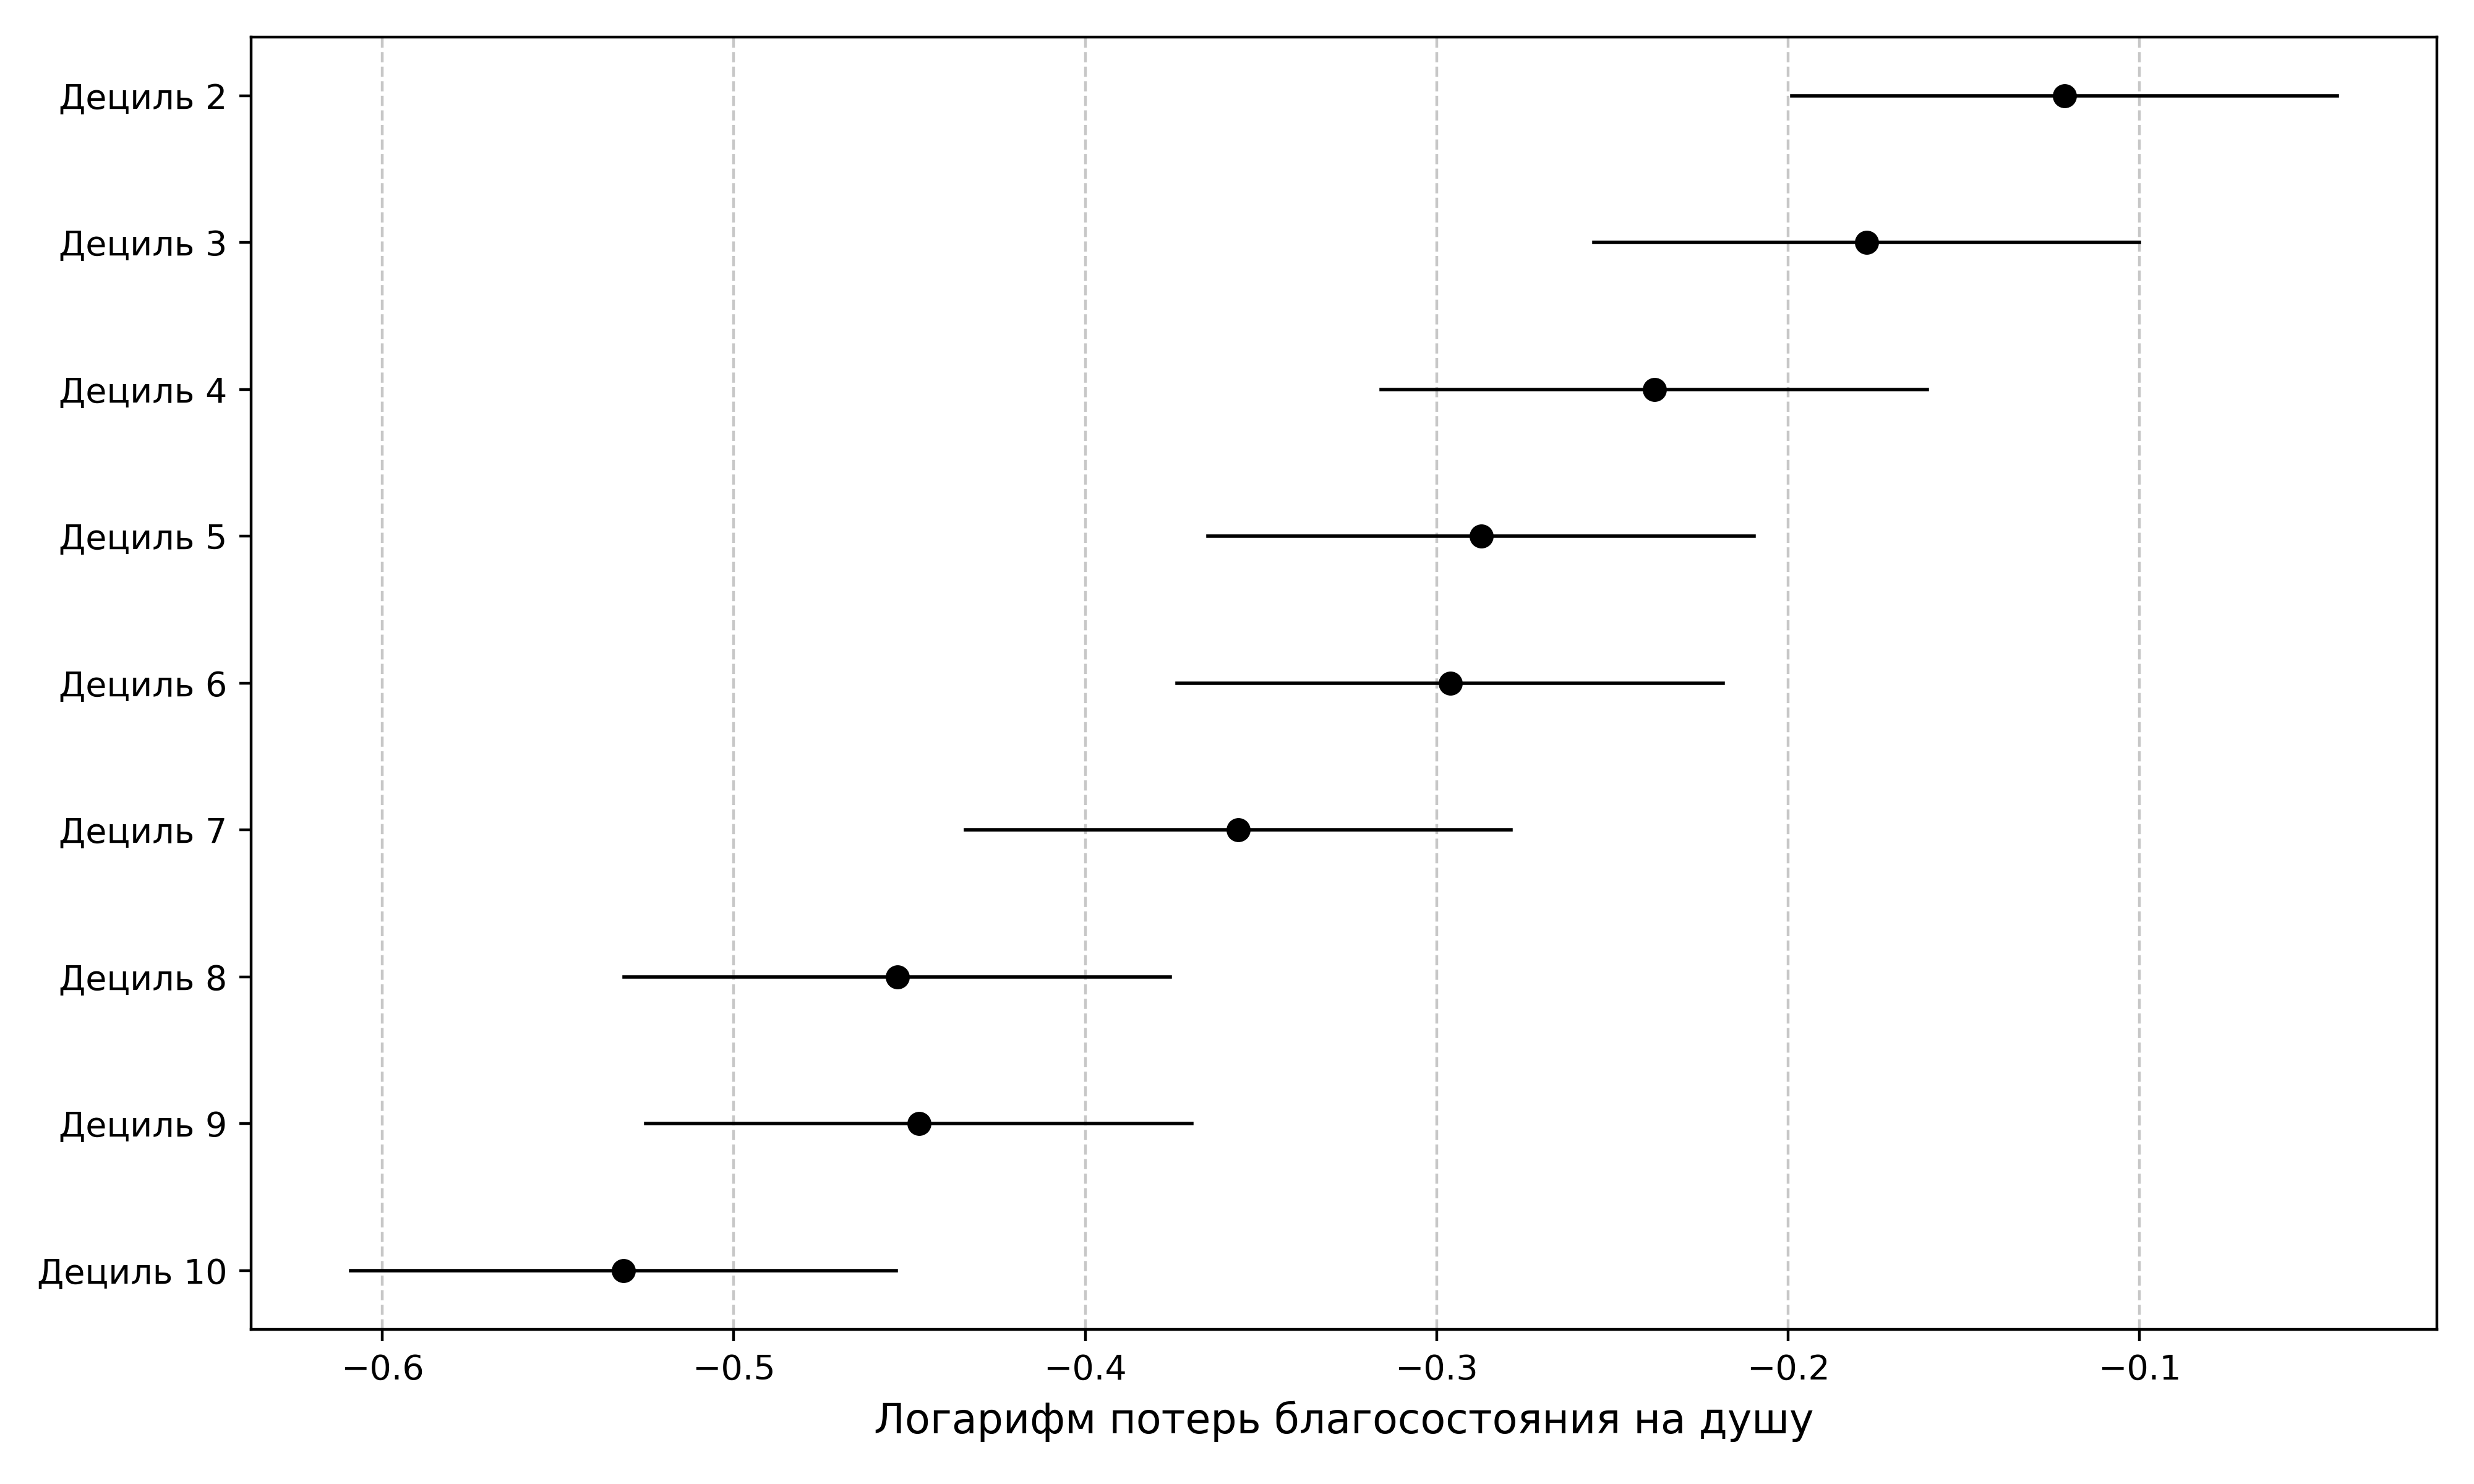 Дециль 2
Дециль 3
Дециль 4
Дециль 5
Дециль 6
Дециль 7
Дециль 8
Дециль 9
Дециль 10
−0.6 −0.5 −0.4 −0.3 −0.2 −0.1
Логарифм потерь благосостояния на душу